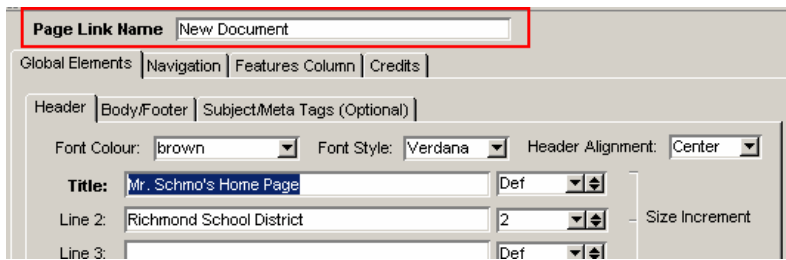 Page Link Name New Document
Global Elements Navigation Features Column Credits
Header Body/Footer Subject/Meta Tags (Optional)
Font Colour: brown Font Style: Verdana Header Alignment: Center
Title: Mr. Schmo's Home Page Def
Line 2: Richmond School District 2 Size Increment
Line 3: Def